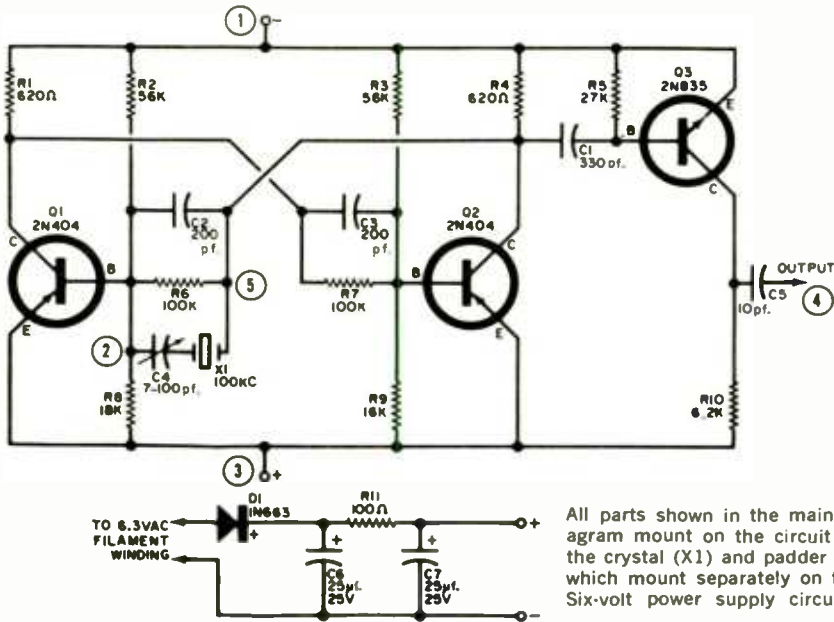 1 -
R1
620Ω
R2
56K
R3
56K
R4
620Ω
R5
27K
Q3
2N835
E
B
C
C1
330pf.
Q1
2N404
C
B
E
C2
200
pf.
R6
100K
5
2
C4
7-100pf.
X1
100KC
R8
18K
C3
200
pf.
R7
100K
Q2
2N404
C
B
E
R9
16K
OUTPUT
4
C5
10pf.
R10
6.2K
3 +
TO 6.3VAC
FILAMENT
WINDING
D1
1N663
+
R11
100Ω
+
C6
25µf.
25V
+
C7
25µf.
25V
+
-
All parts shown in the main
agram mount on the circuit
the crystal (X1) and padder
which mount separately on
Six-volt power supply circu